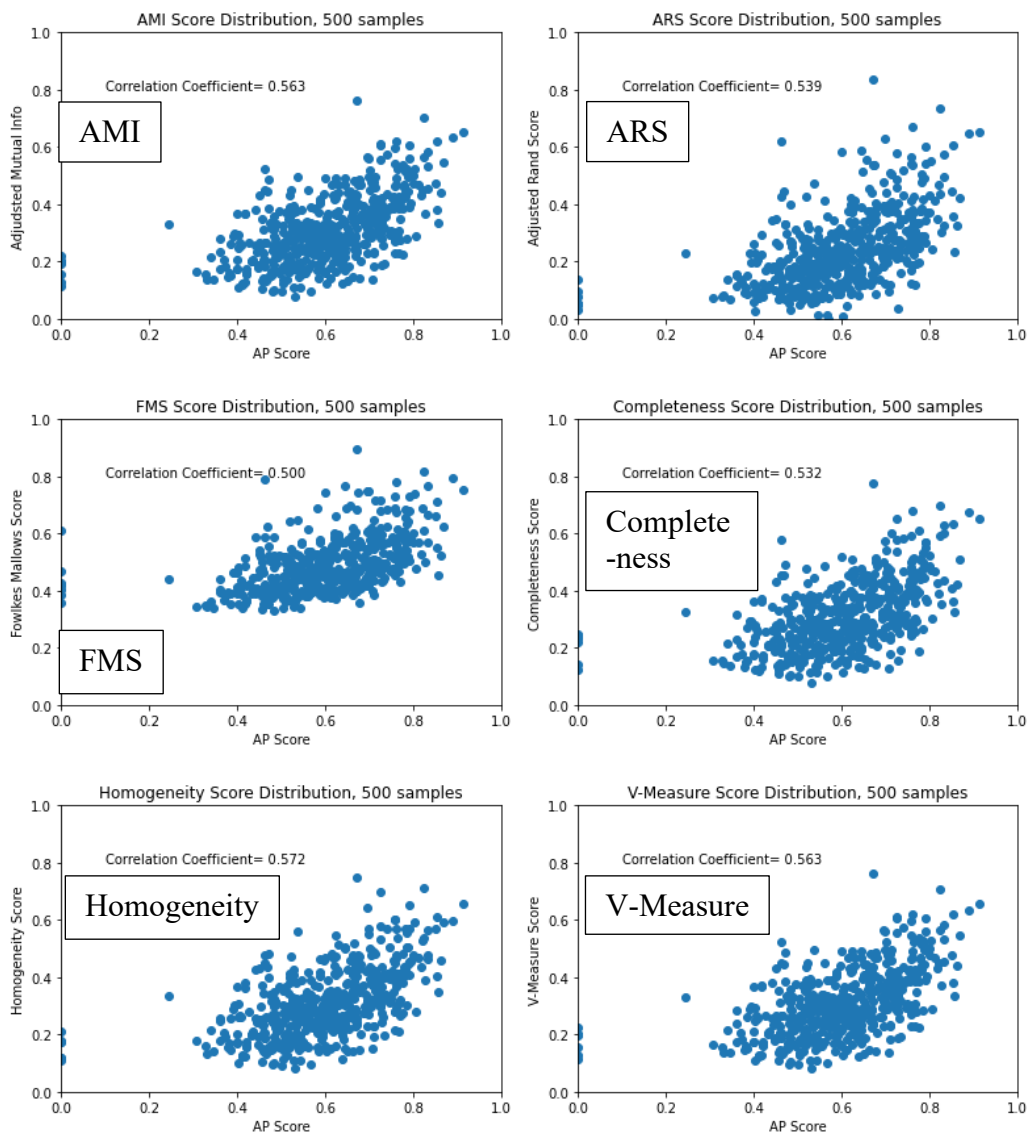 AMI Score Distribution, 500 samples
1.0
0.8
0.6
0.4
0.2
0.0
Adjudsted Mutual Info
Correlation Coefficient= 0.563
AMI
0.0 0.2 0.4 0.6 0.8 1.0
AP Score
ARS Score Distribution, 500 samples
1.0
0.8
0.6
0.4
0.2
0.0
Adjusted Rand Score
Correlation Coefficient= 0.539
ARS
0.0 0.2 0.4 0.6 0.8 1.0
AP Score
FMS Score Distribution, 500 samples
1.0
0.8
0.6
0.4
0.2
0.0
Fowlkes Mallows Score
Correlation Coefficient= 0.500
FMS
0.0 0.2 0.4 0.6 0.8 1.0
AP Score
Completeness Score Distribution, 500 samples
1.0
0.8
0.6
0.4
0.2
0.0
Completeness Score
Correlation Coefficient= 0.532
Complete
-ness
0.0 0.2 0.4 0.6 0.8 1.0
AP Score
Homogeneity Score Distribution, 500 samples
1.0
0.8
0.6
0.4
0.2
0.0
Homogeneity Score
Correlation Coefficient= 0.572
Homogeneity
0.0 0.2 0.4 0.6 0.8 1.0
AP Score
V-Measure Score Distribution, 500 samples
1.0
0.8
0.6
0.4
0.2
0.0
V-Measure Score
Correlation Coefficient= 0.563
V-Measure
0.0 0.2 0.4 0.6 0.8 1.0
AP Score